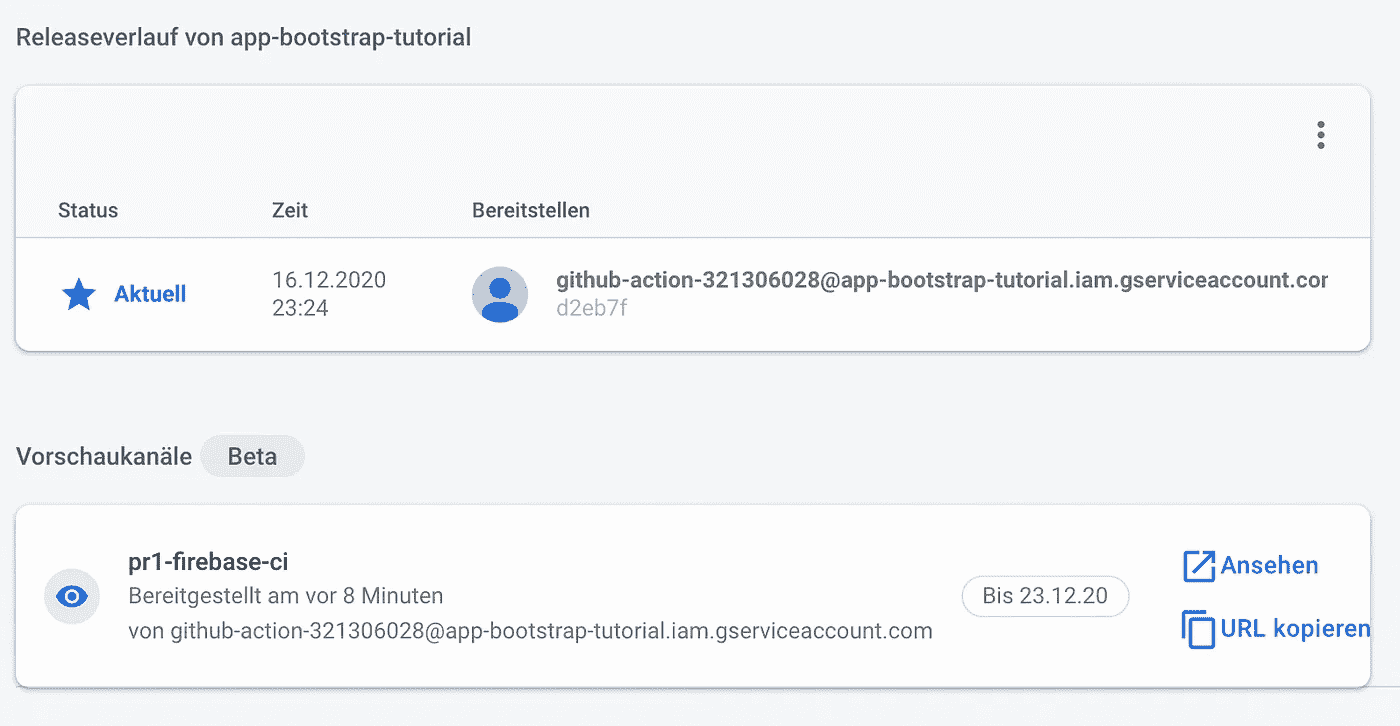 Releaseverlauf von app-bootstrap-tutorial
Status Zeit Bereitstellen
Aktuell
16.12.2020
23:24
github-action-321306028@app-bootstrap-tutorial.iam.gserviceaccount.cor
d2eb7f
Vorschaukanäle Beta
pr1-firebase-ci
Bereitgestellt am vor 8 Minuten
von github-action-321306028@app-bootstrap-tutorial.iam.gserviceaccount.com
Bis 23.12.20
Ansehen
URL kopieren